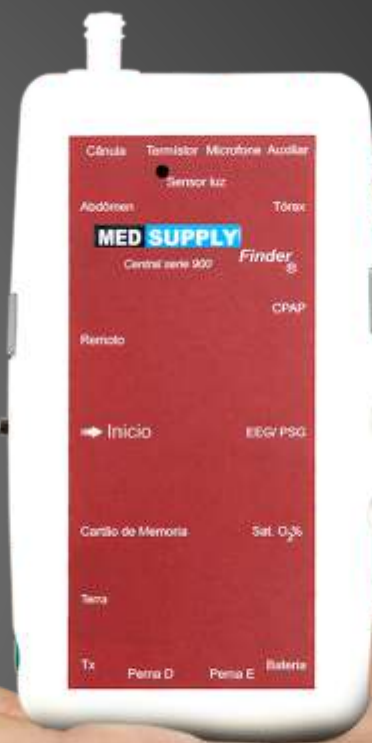 Cânula Termistor Microfone Auxiliar
Sensor luz
Abdômen Tórax
MED SUPPLY
Central serie 900 Finder®
CPAP
Remoto
Inicio EEG/ PSG
Cartão de Memoria Sat. O₂%
Terra
Tx Perna D Perna E Bateria